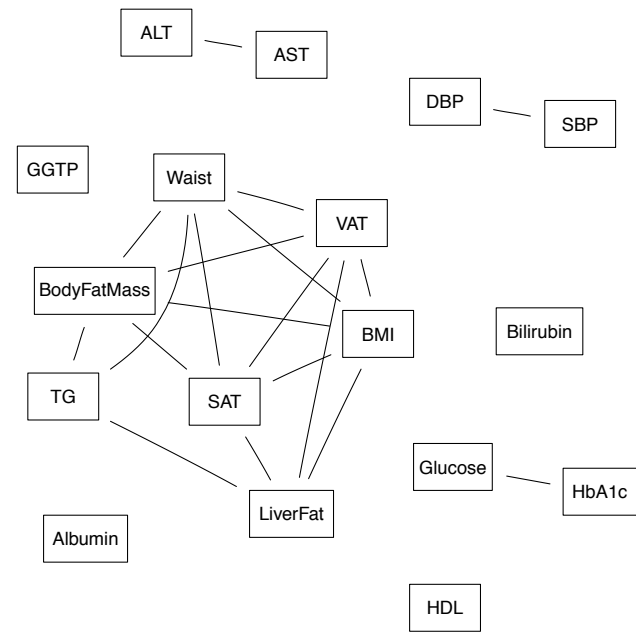 ALT
AST
DBP
SBP
GGTP
Waist
VAT
BodyFatMass
BMI
Bilirubin
TG
SAT
Glucose
HbA1c
LiverFat
Albumin
HDL